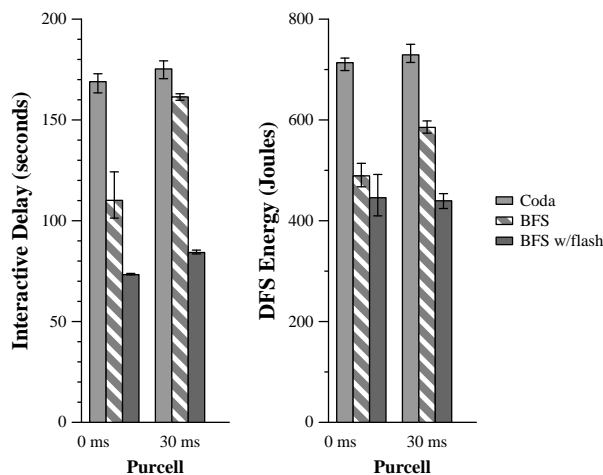 Interactive Delay (seconds)
200
150
100
50
0
0 ms
30 ms
Purcell
DFS Energy (Joules)
800
600
400
200
0
0 ms
30 ms
Purcell
Coda
BFS
BFS w/flash